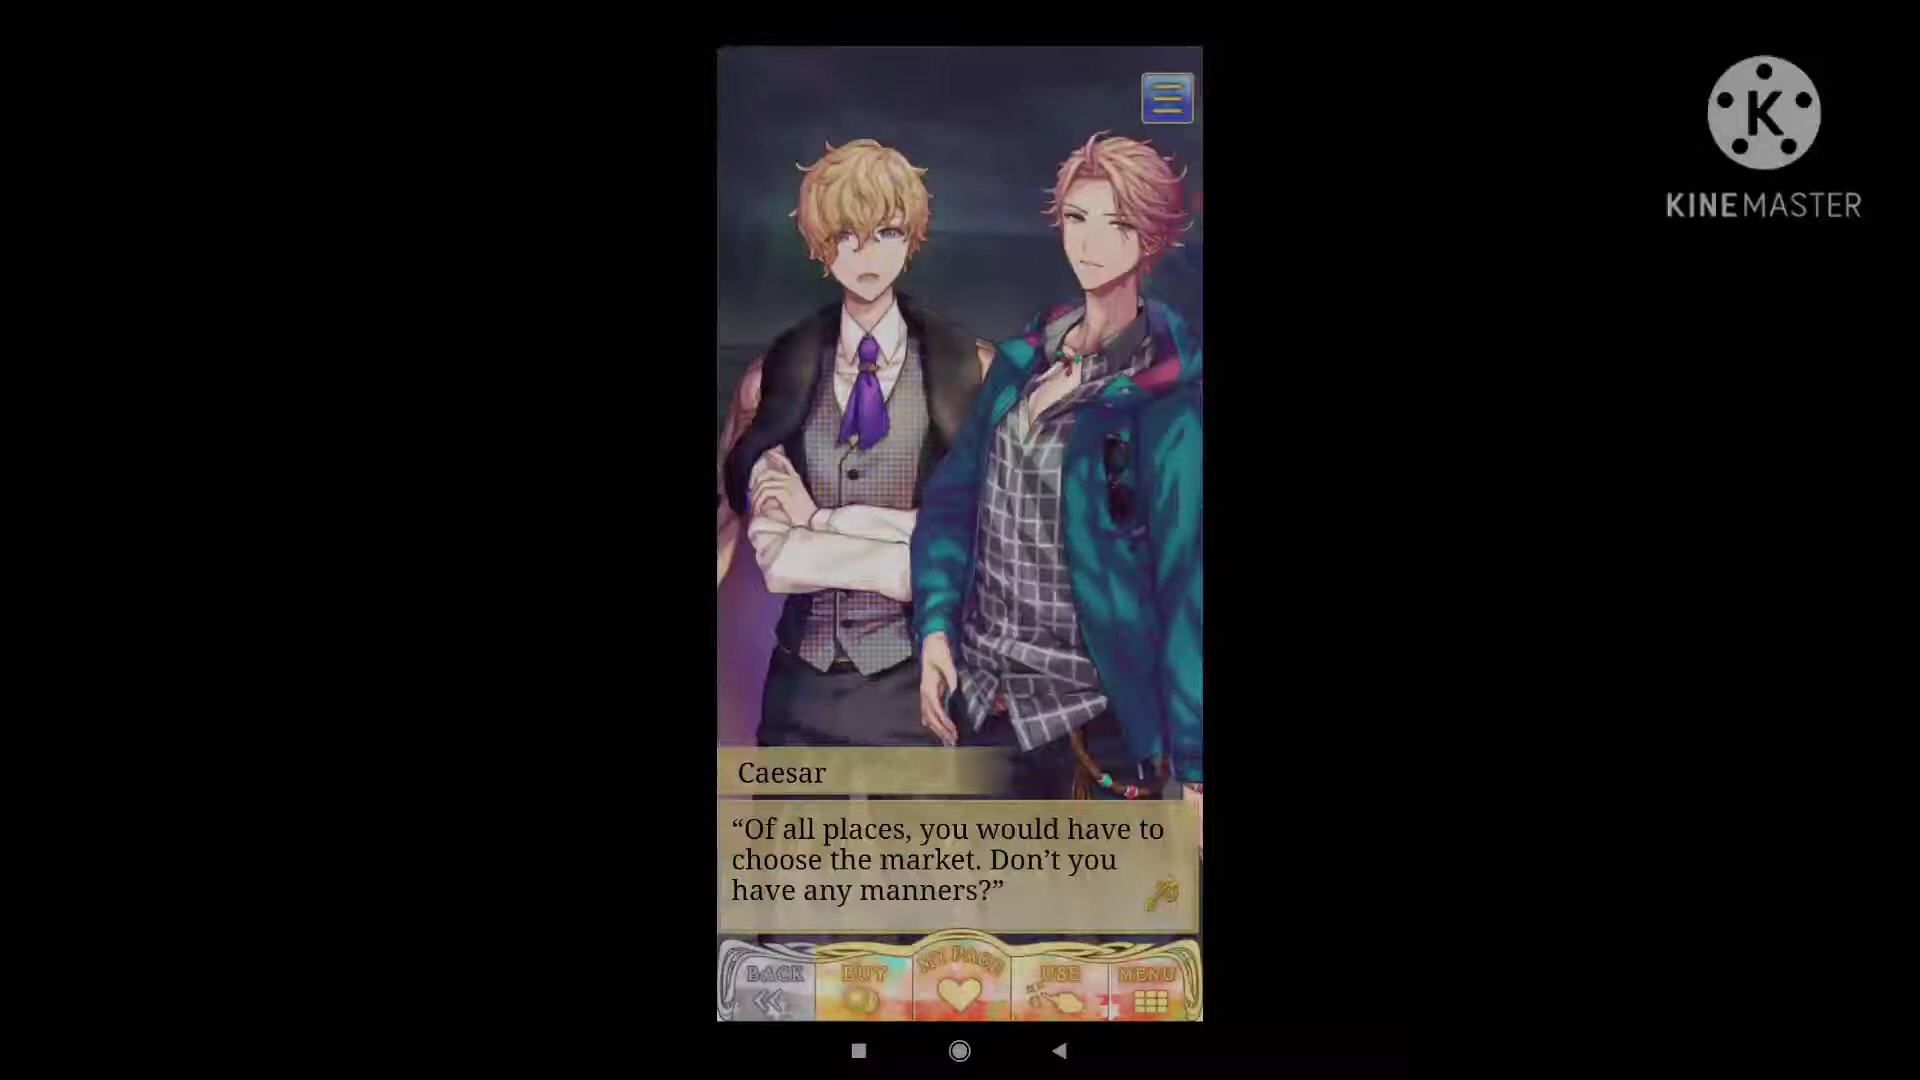 K
KINEMASTER
Caesar
“Of all places, you would have to
choose the market. Don’t you
have any manners?”
BACK
BUY
MY PAGE
USE
MENU